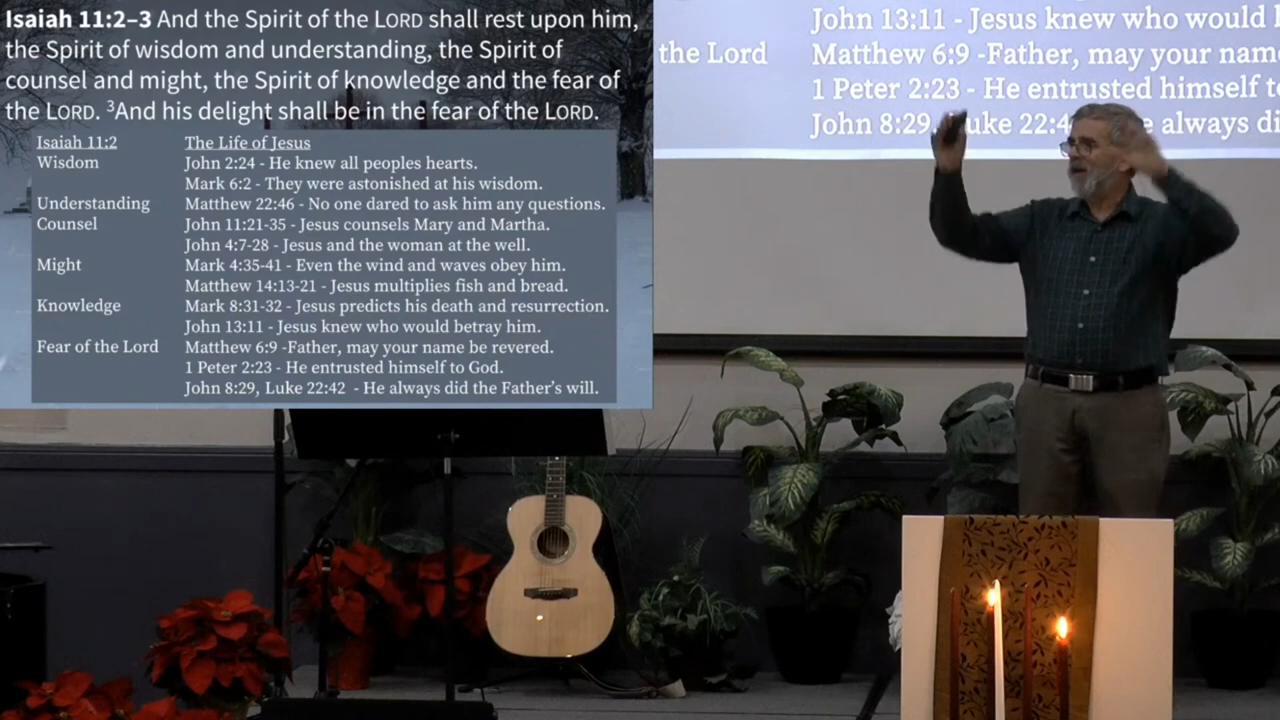 Isaiah 11:2–3 And the Spirit of the LORD shall rest upon him,
the Spirit of wisdom and understanding, the Spirit of
counsel and might, the Spirit of knowledge and the fear of
the LORD. ³And his delight shall be in the fear of the LORD.
Isaiah 11:2 The Life of Jesus
Wisdom John 2:24 - He knew all peoples hearts.
Mark 6:2 - They were astonished at his wisdom.
Understanding Matthew 22:46 - No one dared to ask him any questions.
Counsel John 11:21-35 - Jesus counsels Mary and Martha.
John 4:7-28 - Jesus and the woman at the well.
Might Mark 4:35-41 - Even the wind and waves obey him.
Matthew 14:13-21 - Jesus multiplies fish and bread.
Knowledge Mark 8:31-32 - Jesus predicts his death and resurrection.
John 13:11 - Jesus knew who would betray him.
Fear of the Lord Matthew 6:9 -Father, may your name be revered.
1 Peter 2:23 - He entrusted himself to God.
John 8:29, Luke 22:42 - He always did the Father's will.
John 13:11 - Jesus knew who would
the Lord Matthew 6:9 -Father, may your name
1 Peter 2:23 - He entrusted himself to
John 8:29, Luke 22:4 e always di